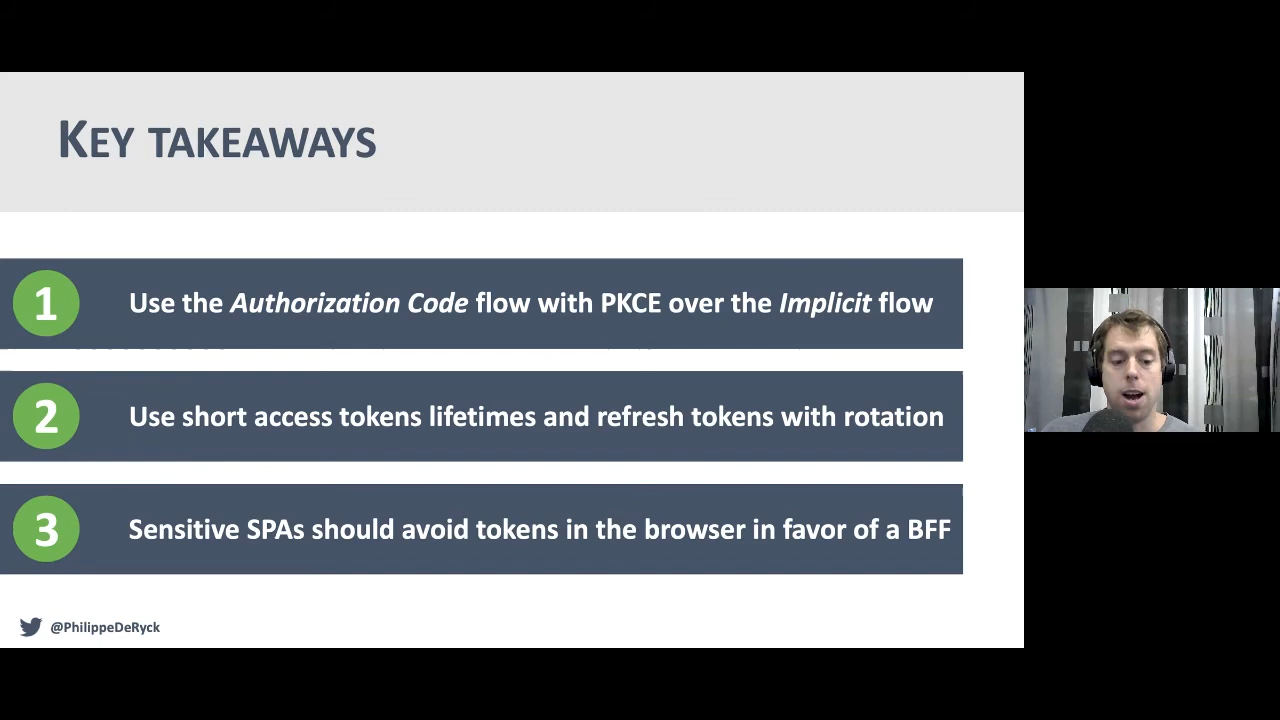 KEY TAKEAWAYS
1
Use the Authorization Code flow with PKCE over the Implicit flow
2
Use short access tokens lifetimes and refresh tokens with rotation
3
Sensitive SPAs should avoid tokens in the browser in favor of a BFF
@PhilippeDeRyck